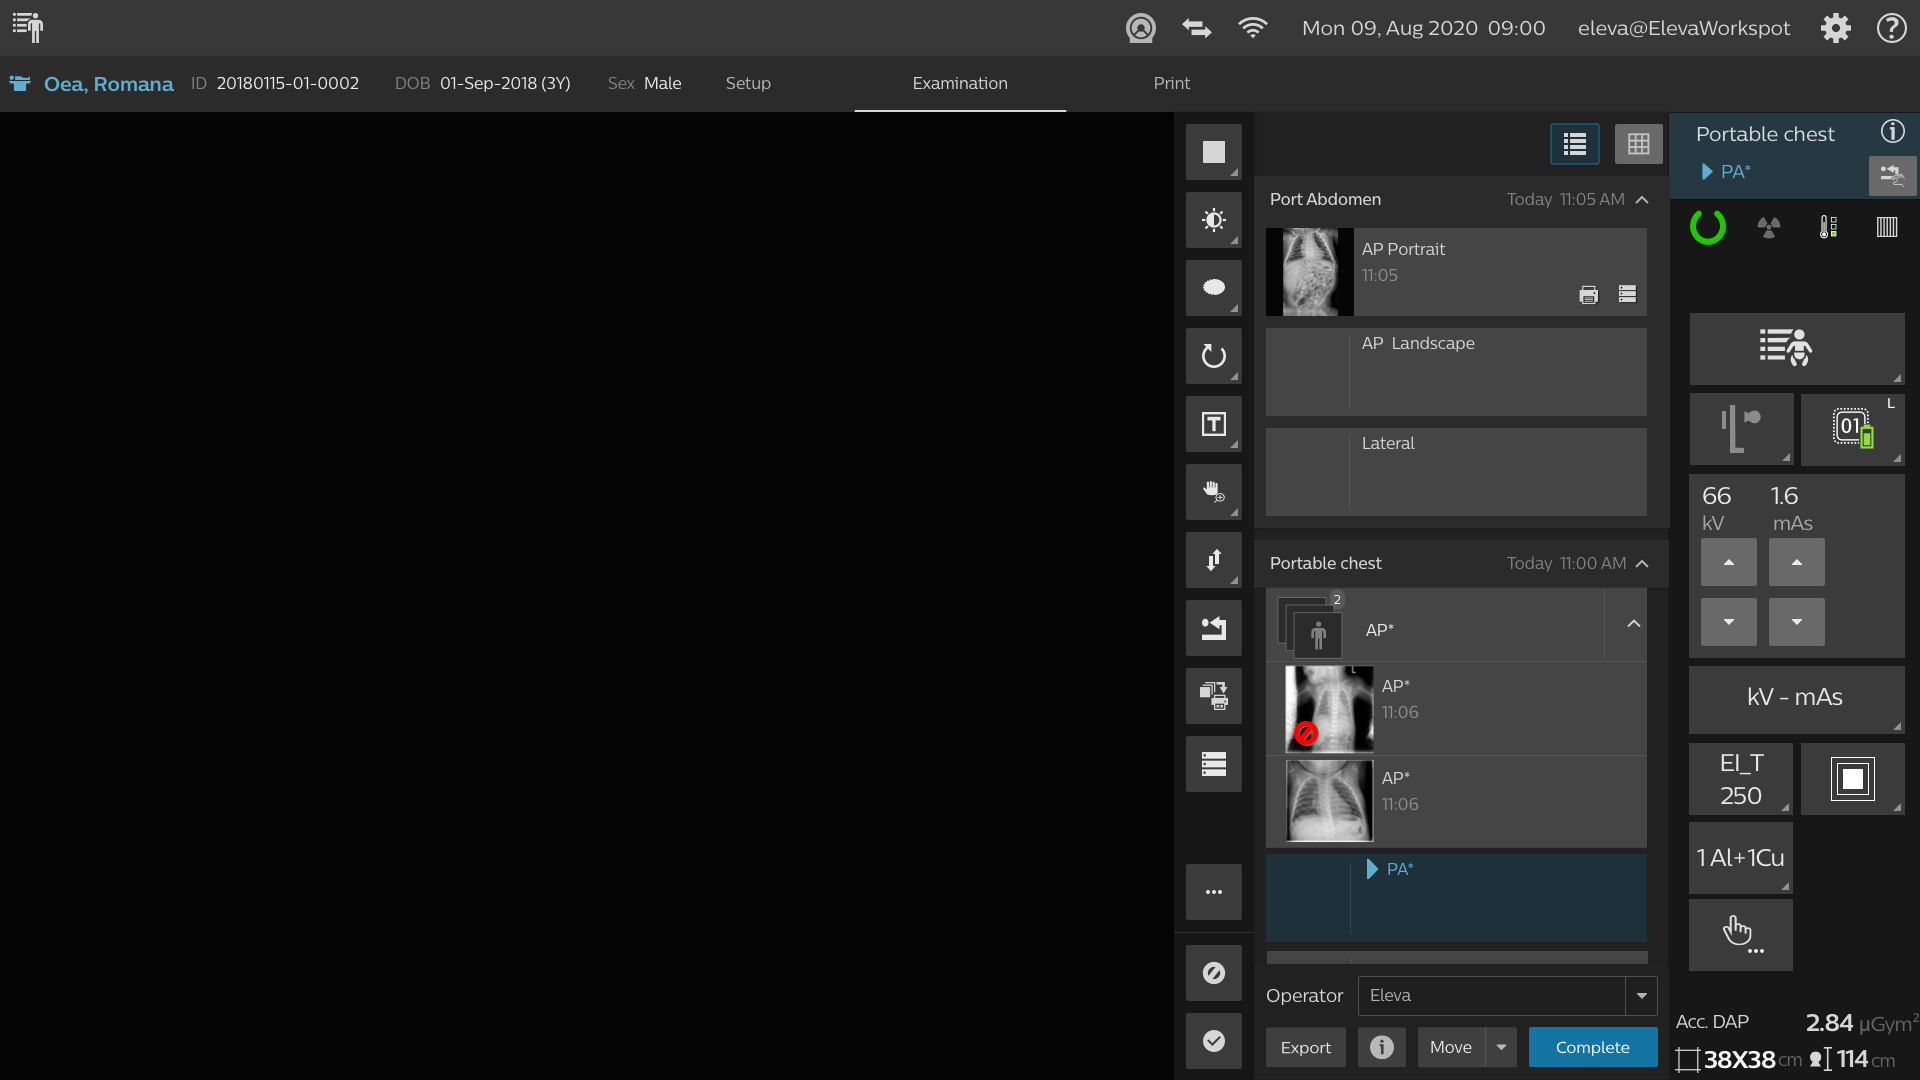 Mon 09, Aug 2020 09:00 eleva@ElevaWorkspot
Oea, Romana ID 20180115-01-0002 DOB 01-Sep-2018 (3Y) Sex Male Setup Examination Print
Portable chest
PA*
Port Abdomen Today 11:05 AM
AP Portrait
11:05
AP Landscape
Lateral
Portable chest Today 11:00 AM
2
AP*
AP*
11:06
AP*
11:06
PA*
Operator Eleva
Export Move Complete
T
L
01
66 1.6
kV mAs
kV - mAs
EI_T
250
1 Al+1Cu
Acc. DAP 2.84 µGym²
38X38 cm 114 cm